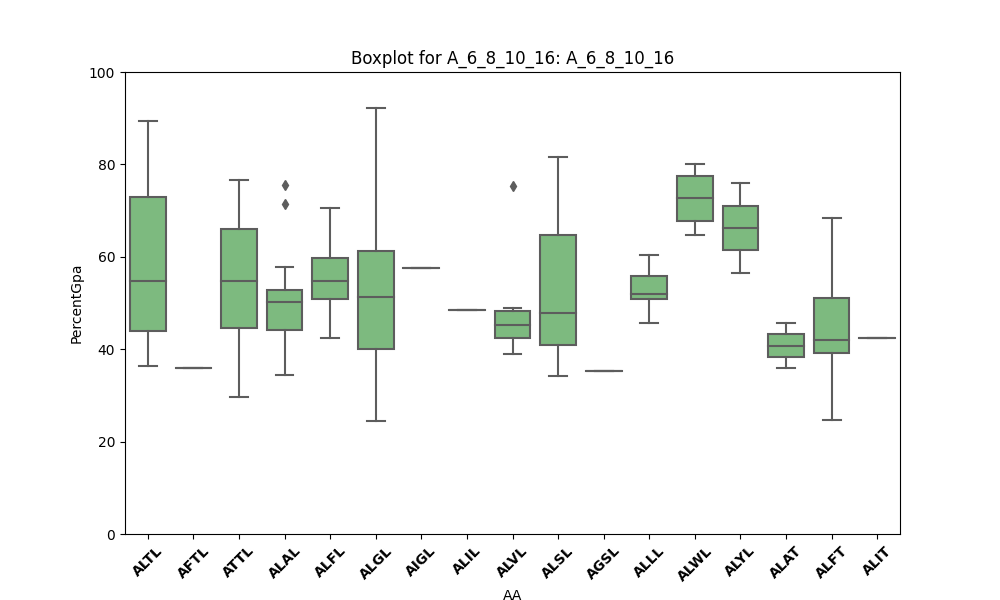 Boxplot for A_6_8_10_16: A_6_8_10_16
100
80
60
40
20
0
PercentGpa
ALTL
AFTL
ATTL
ALAL
ALFL
ALGL
AIGL
ALIL
ALVL
ALSL
AGSL
ALLL
ALWL
ALYL
ALAT
ALFT
ALIT
AA